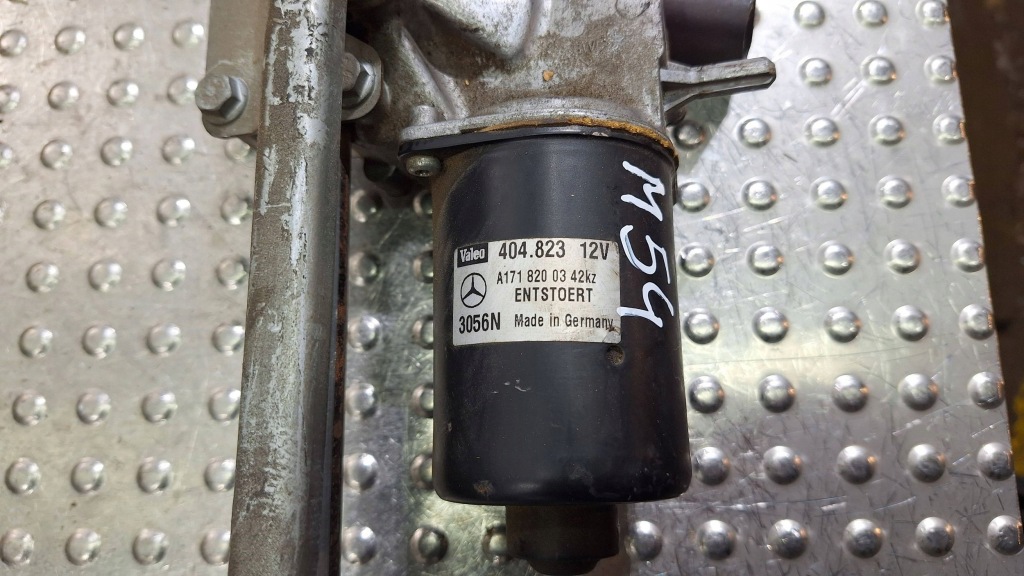 Valeo 404.823 12V
A171 820 03 42kz
ENTSTOERT
3056N Made in Germany
M54